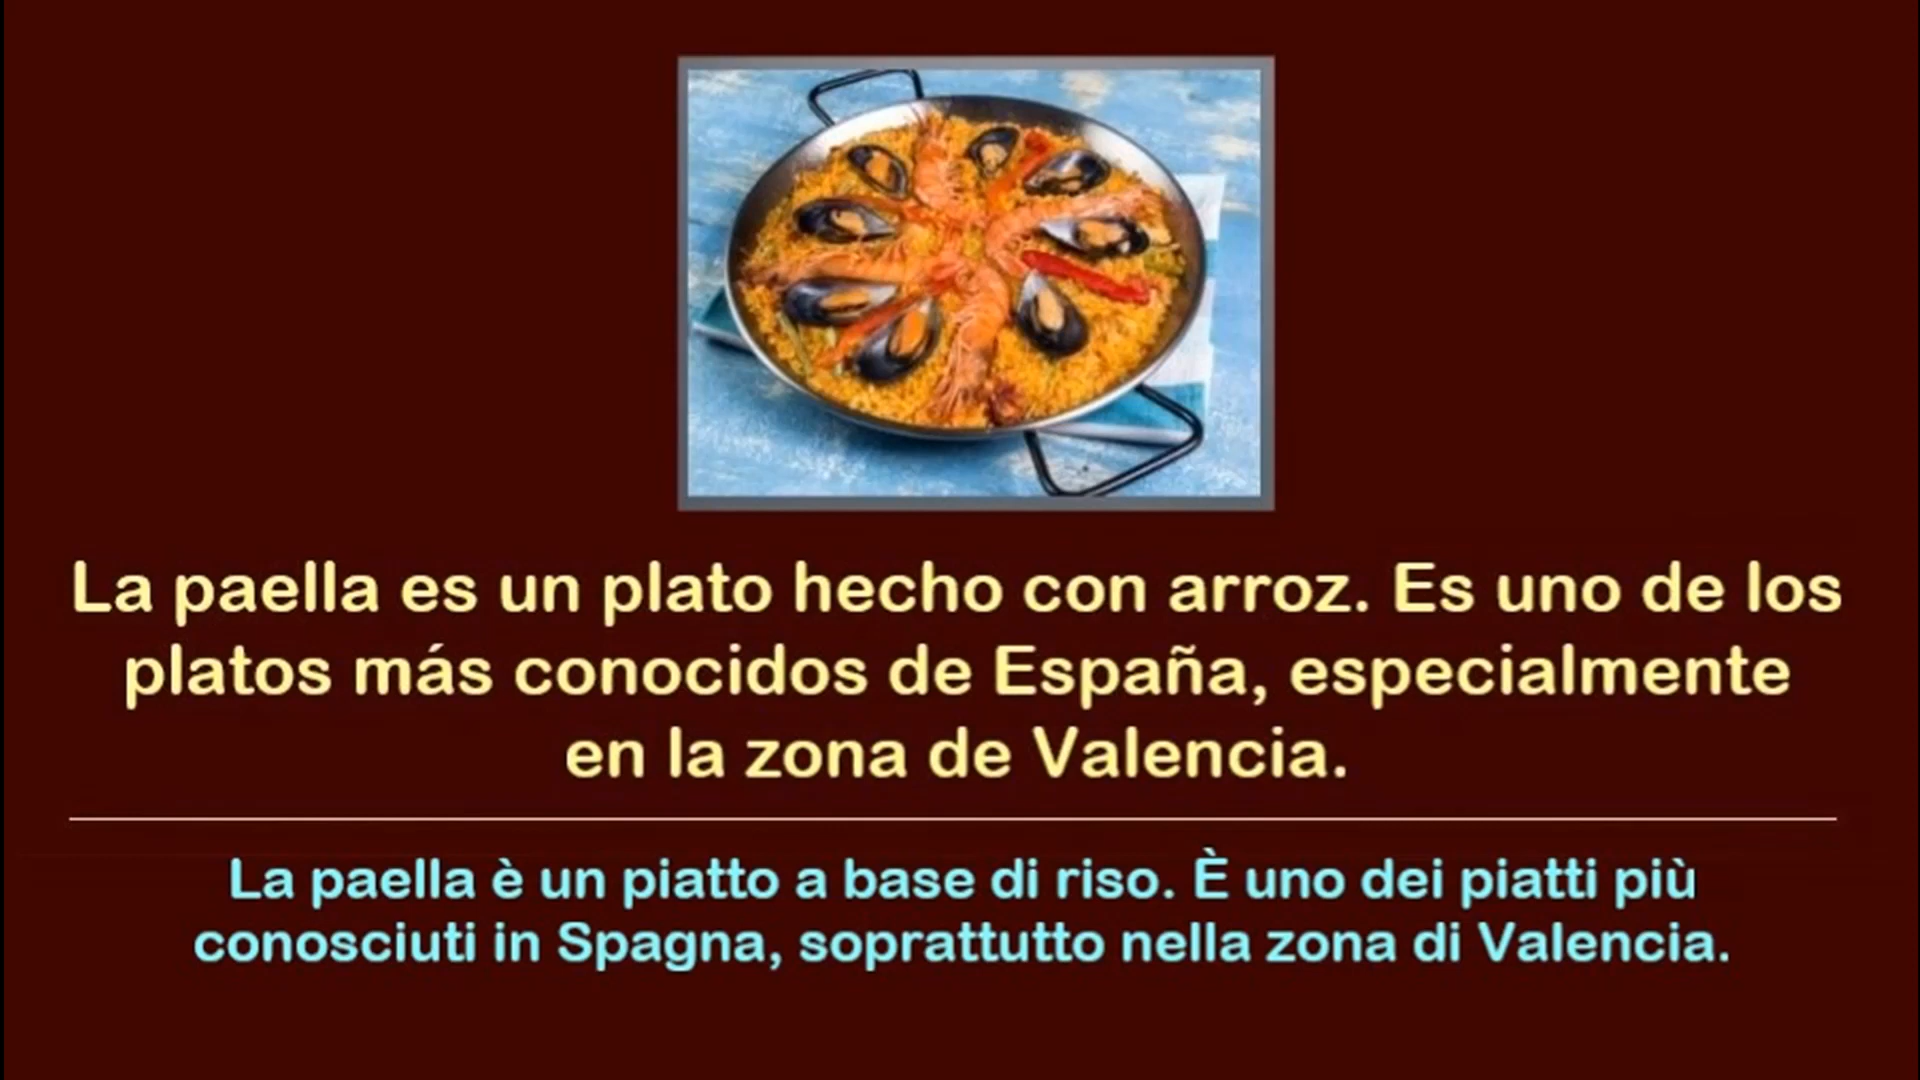 La paella es un plato hecho con arroz. Es uno de los
platos más conocidos de España, especialmente
en la zona de Valencia.
La paella è un piatto a base di riso. È uno dei piatti più
conosciuti in Spagna, soprattutto nella zona di Valencia.